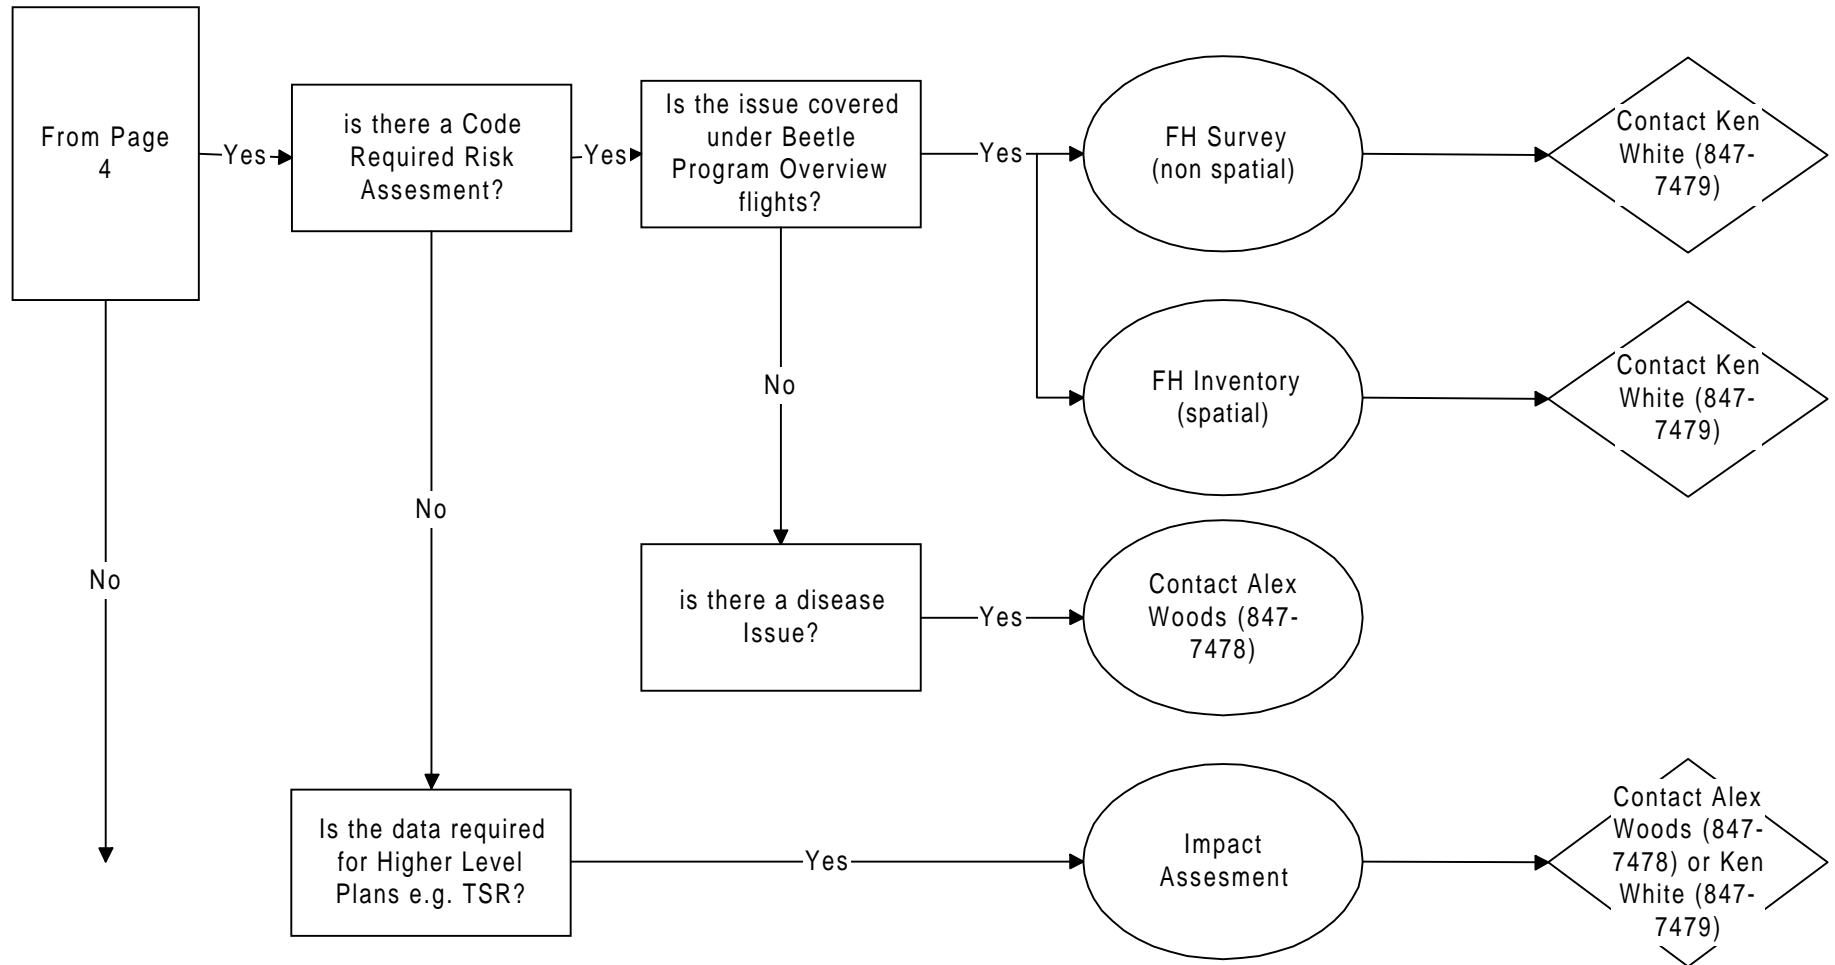 From Page
4
Yes
is there a Code
Required Risk
Assesment?
Yes
Is the issue covered
under Beetle
Program Overview
flights?
Yes
FH Survey
(non spatial)
Contact Ken
White (847-
7479)
FH Inventory
(spatial)
Contact Ken
White (847-
7479)
No
No
No
is there a disease
Issue?
Yes
Contact Alex
Woods (847-
7478)
Is the data required
for Higher Level
Plans e.g. TSR?
Yes
Impact
Assesment
Contact Alex
Woods (847-
7478) or Ken
White (847-
7479)